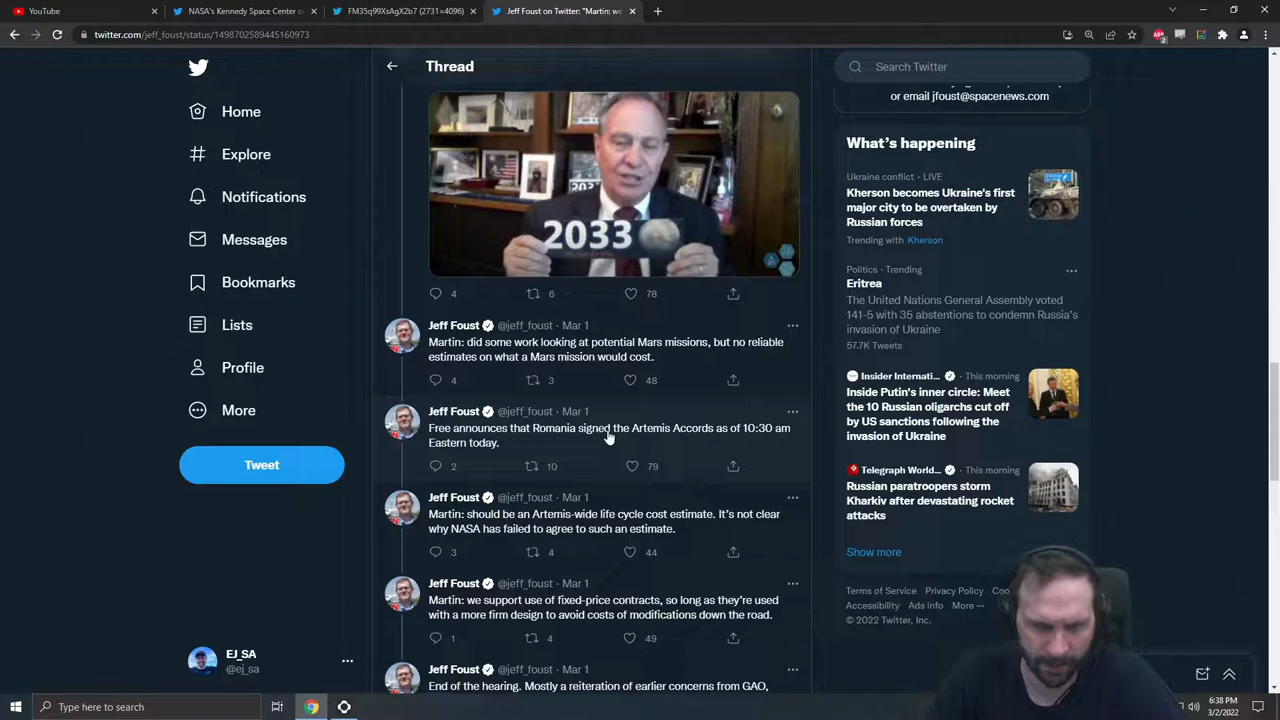 YouTube
NASA's Kennedy Space Center o
FM35q99XsAgX2b7 (2731×4096)
Jeff Foust on Twitter: "Martin: we
twitter.com/jeff_foust/status/1498702589445160973
Home
Explore
Notifications
Messages
Bookmarks
Lists
Profile
More
Tweet
EJ_SA
@ej_sa
Thread
2033
4 6 78
Jeff Foust @jeff_foust · Mar 1
Martin: did some work looking at potential Mars missions, but no reliable
estimates on what a Mars mission would cost.
4 3 48
Jeff Foust @jeff_foust · Mar 1
Free announces that Romania signed the Artemis Accords as of 10:30 am
Eastern today.
2 10 79
Jeff Foust @jeff_foust · Mar 1
Martin: should be an Artemis-wide life cycle cost estimate. It's not clear
why NASA has failed to agree to such an estimate.
3 4 44
Jeff Foust @jeff_foust · Mar 1
Martin: we support use of fixed-price contracts, so long as they're used
with a more firm design to avoid costs of modifications down the road.
1 4 49
Jeff Foust @jeff_foust · Mar 1
End of the hearing. Mostly a reiteration of earlier concerns from GAO,
Search Twitter
or email jfoust@spacenews.com
What's happening
Ukraine conflict · LIVE
Kherson becomes Ukraine's first
major city to be overtaken by
Russian forces
Trending with Kherson
Politics · Trending
Eritrea
The United Nations General Assembly voted
141-5 with 35 abstentions to condemn Russia's
invasion of Ukraine
57.7K Tweets
Insider Internati... · This morning
Inside Putin's inner circle: Meet
the 10 Russian oligarchs cut off
by US sanctions following the
invasion of Ukraine
Telegraph World... · This morning
Russian paratroopers storm
Kharkiv after devastating rocket
attacks
Show more
Terms of Service Privacy Policy Coo
Accessibility Ads info More ···
© 2022 Twitter, Inc.
Type here to search
6:38 PM
3/2/2022